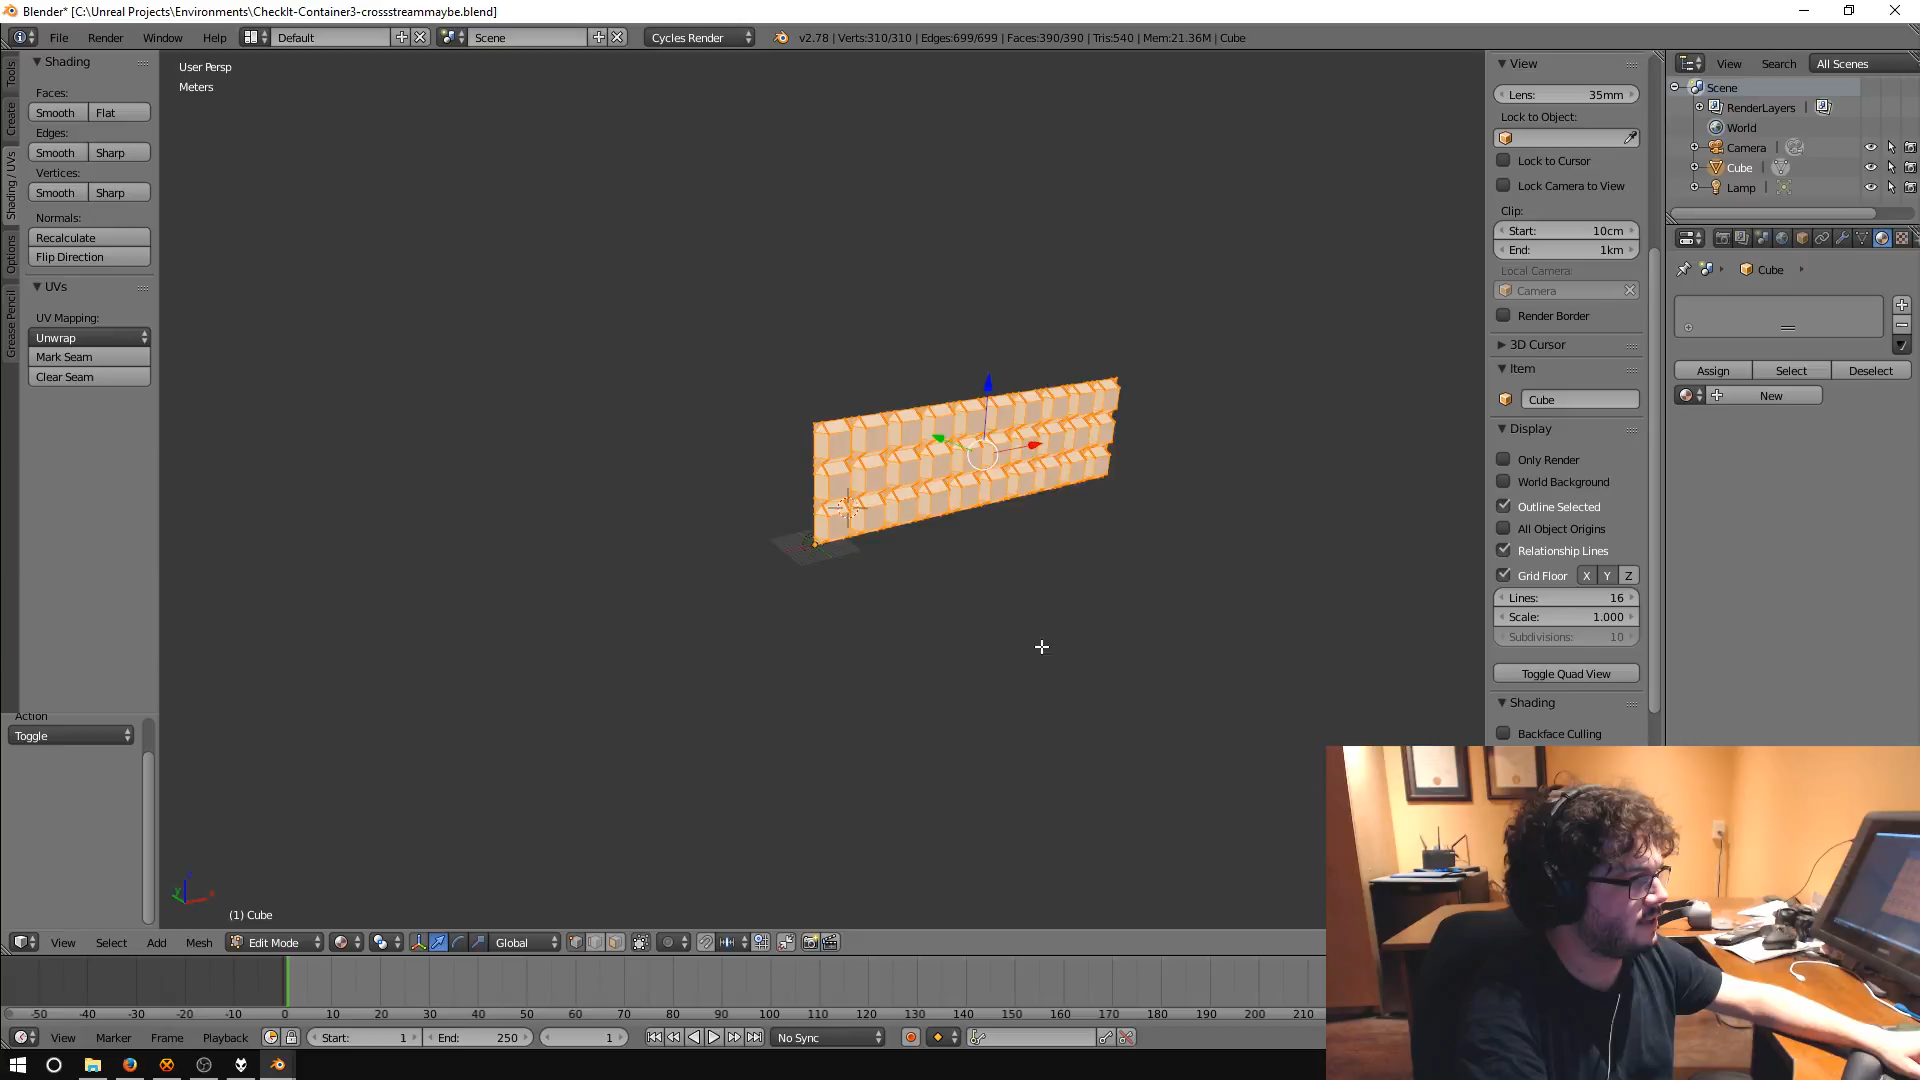 Blender* [C:\Unreal Projects\Environments\CheckIt-Container3-crossstreammaybe.blend]
File Render Window Help Default Scene Cycles Render v2.78 | Verts:310/310 | Edges:699/699 | Faces:390/390 | Tris:540 | Mem:21.36M | Cube
Tools
Create
Shading / UVs
Options
Grease Pencil
Shading
Faces:
Smooth Flat
Edges:
Smooth Sharp
Vertices:
Smooth Sharp
Normals:
Recalculate
Flip Direction
UVs
UV Mapping:
Unwrap
Mark Seam
Clear Seam
Action
Toggle
User Persp
Meters
(1) Cube
View
Lens: 35mm
Lock to Object:
Lock to Cursor
Lock Camera to View
Clip:
Start: 10cm
End: 1km
Local Camera:
Camera
Render Border
3D Cursor
Item
Cube
Display
Only Render
World Background
Outline Selected
All Object Origins
Relationship Lines
Grid Floor X Y Z
Lines: 16
Scale: 1.000
Subdivisions: 10
Toggle Quad View
Shading
Backface Culling
View Search All Scenes
Scene
RenderLayers |
World
Camera |
Cube |
Lamp |
Cube
Assign Select Deselect
New
View Select Add Mesh Edit Mode Global
-50 -40 -30 -20 -10 0 10 20 30 40 50 60 70 80 90 100 110 120 130 140 150 160 170 180 190 200 210
View Marker Frame Playback Start: 1 End: 250 1 No Sync